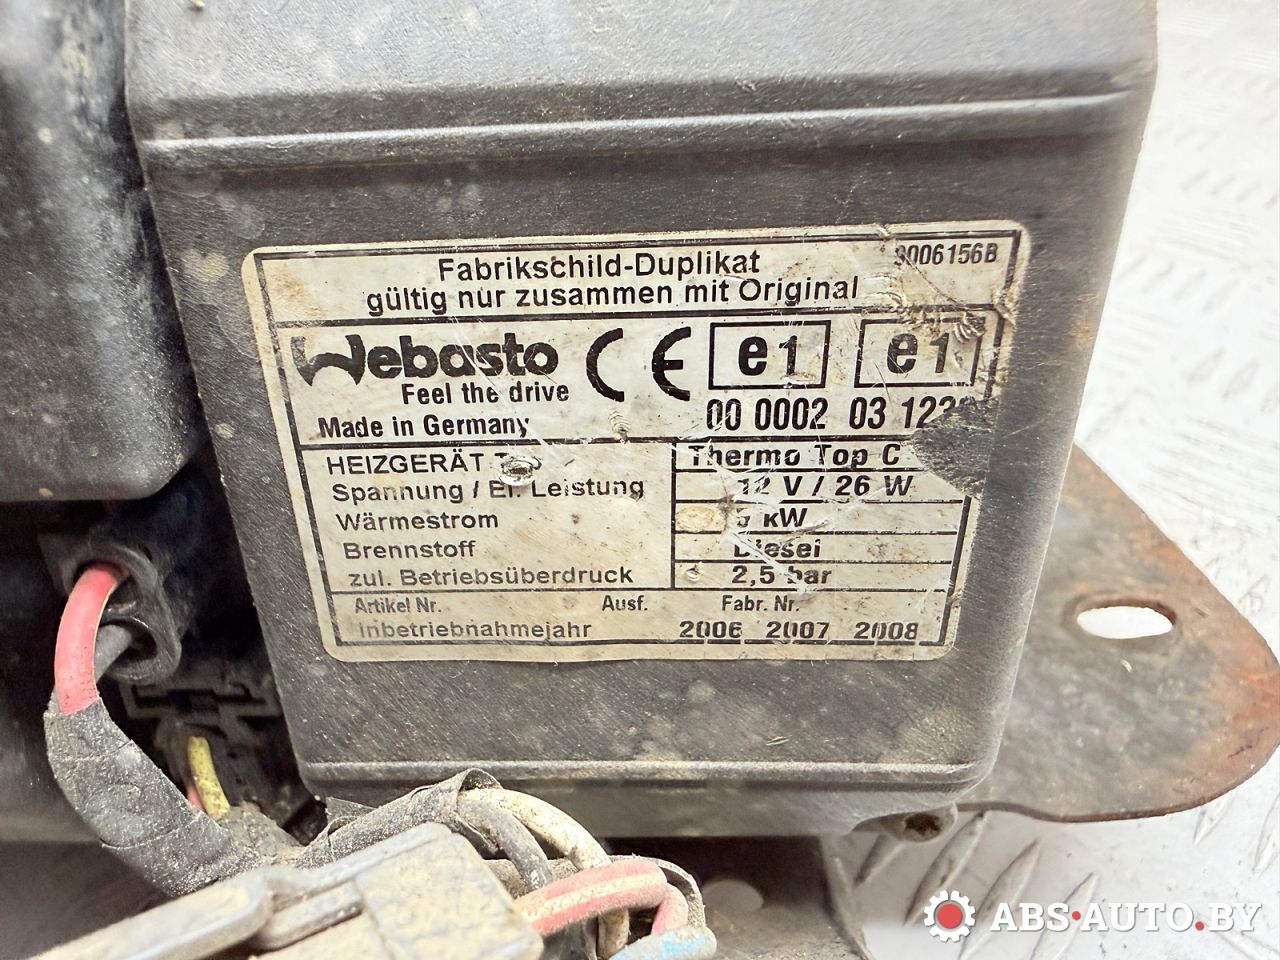 Fabrikschild-Duplikat
9006156B
gültig nur zusammen mit Original
Webasto CE e1 e1
Feel the drive
Made in Germany 00 0002 03
HEIZGERÄT Thermo Top C
Spannung / El. Leistung 12 V / 26 W
Wärmestrom kW
Brennstoff Diesel
zul. Betriebsüberdruck 2,5 bar
Artikel Nr. Ausf. Fabr. Nr.
Inbetriebnahmejahr 2006 2007 2008
ABS-AUTO.BY